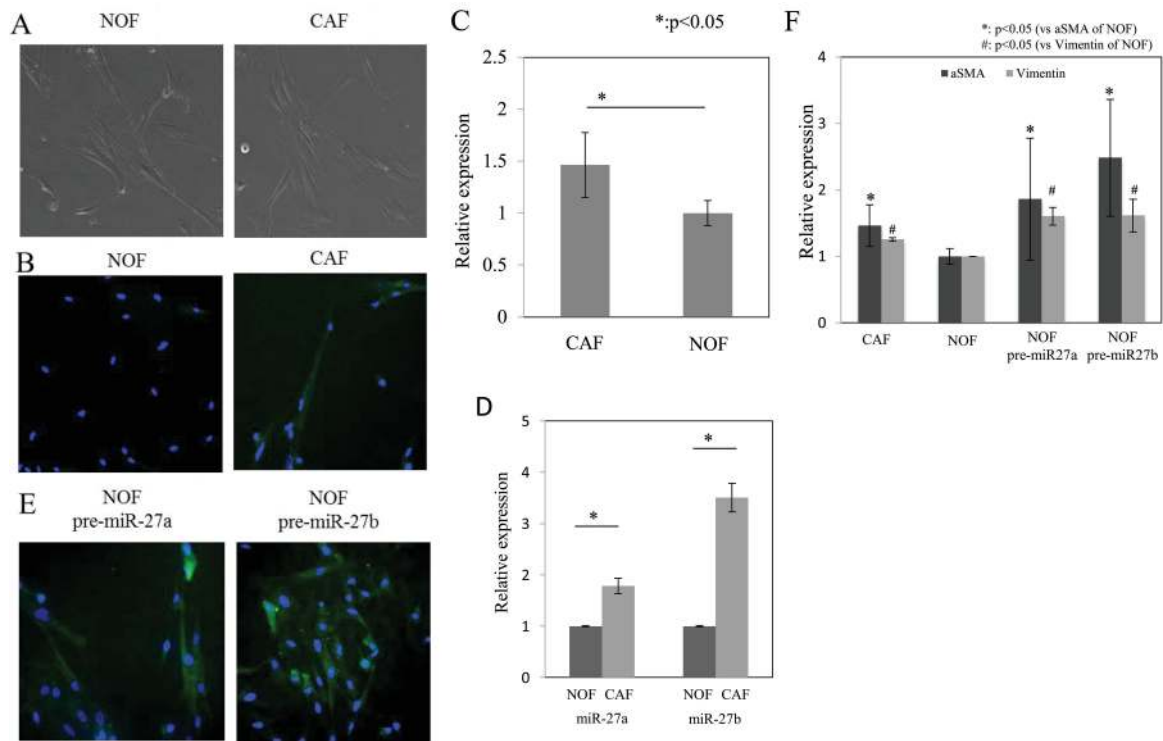 A
NOF
CAF
B
NOF
CAF
E
NOF
pre-miR-27a
NOF
pre-miR-27b
C
*:p<0.05
Relative expression
2.5
2
1.5
1
0.5
0
*
CAF
NOF
D
Relative expression
5
4
3
2
1
0
*
*
NOF CAF
NOF CAF
miR-27a
miR-27b
F
*: p<0.05 (vs aSMA of NOF)
#: p<0.05 (vs Vimentin of NOF)
aSMA
Vimentin
Relative expression
4
3
2
1
0
*
#
*
#
*
#
CAF
NOF
NOF
pre-miR27a
NOF
pre-miR27b